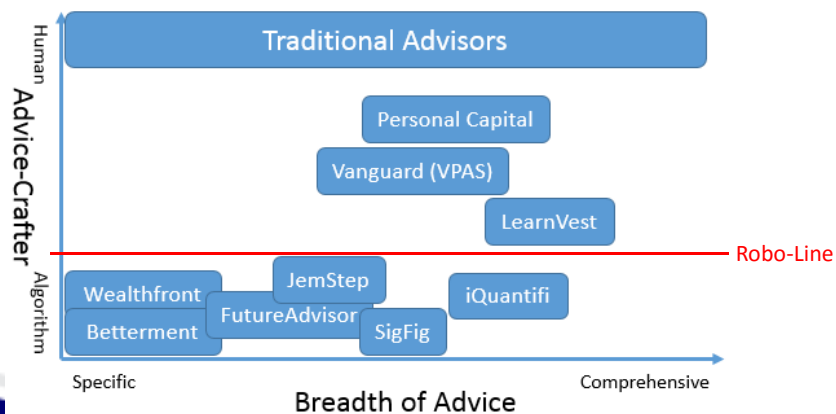 Human
Advice-Crafter
Algorithm
Traditional Advisors
Personal Capital
Vanguard (VPAS)
LearnVest
Robo-Line
JemStep
Wealthfront
iQuantifi
FutureAdvisor
Betterment
SigFig
Specific
Comprehensive
Breadth of Advice